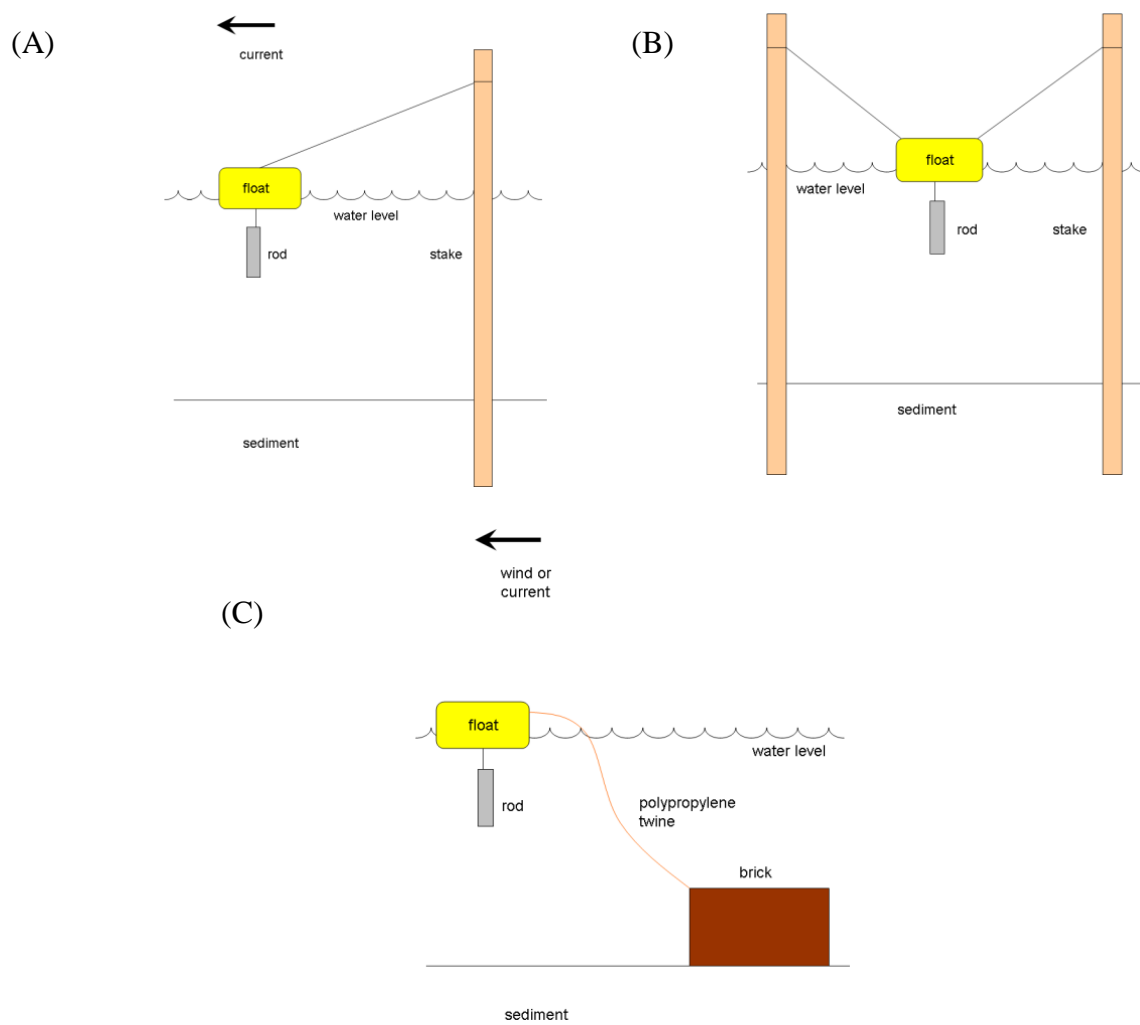 (A)
current
float
water level
rod
stake
sediment
(B)
float
water level
rod
stake
sediment
wind or
current
(C)
float
water level
rod
polypropylene
twine
brick
sediment